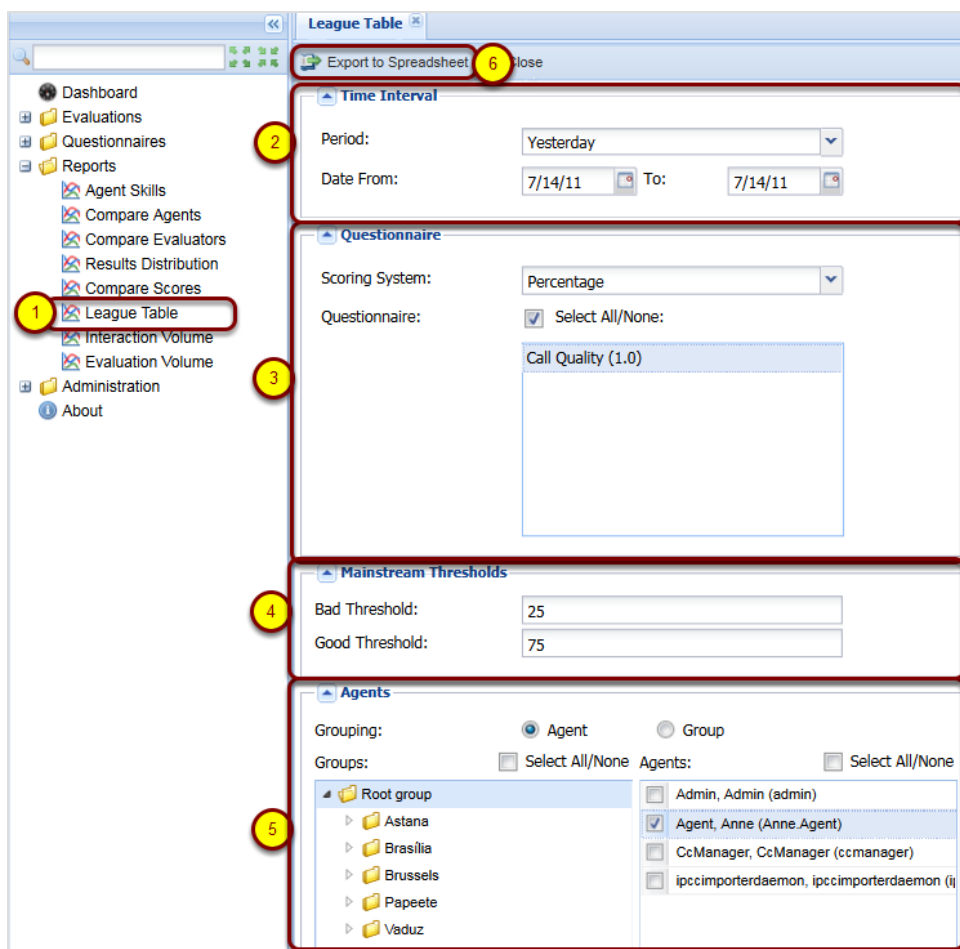 League Table
Export to Spreadsheet
6
Close
Dashboard
Evaluations
Questionnaires
Reports
Agent Skills
Compare Agents
Compare Evaluators
Results Distribution
Compare Scores
1
League Table
Interaction Volume
Evaluation Volume
Administration
About
Time Interval
2
Period:
Yesterday
Date From:
7/14/11
To:
7/14/11
Questionnaire
Scoring System:
Percentage
Questionnaire:
Select All/None:
3
Call Quality (1.0)
Mainstream Thresholds
4
Bad Threshold:
25
Good Threshold:
75
Agents
Grouping:
Agent
Group
Groups:
Select All/None
Agents:
Select All/None
5
Root group
Astana
Brasília
Brussels
Papeete
Vaduz
Admin, Admin (admin)
Agent, Anne (Anne.Agent)
CcManager, CcManager (ccmanager)
ipccimporterdaemon, ipccimporterdaemon (ip